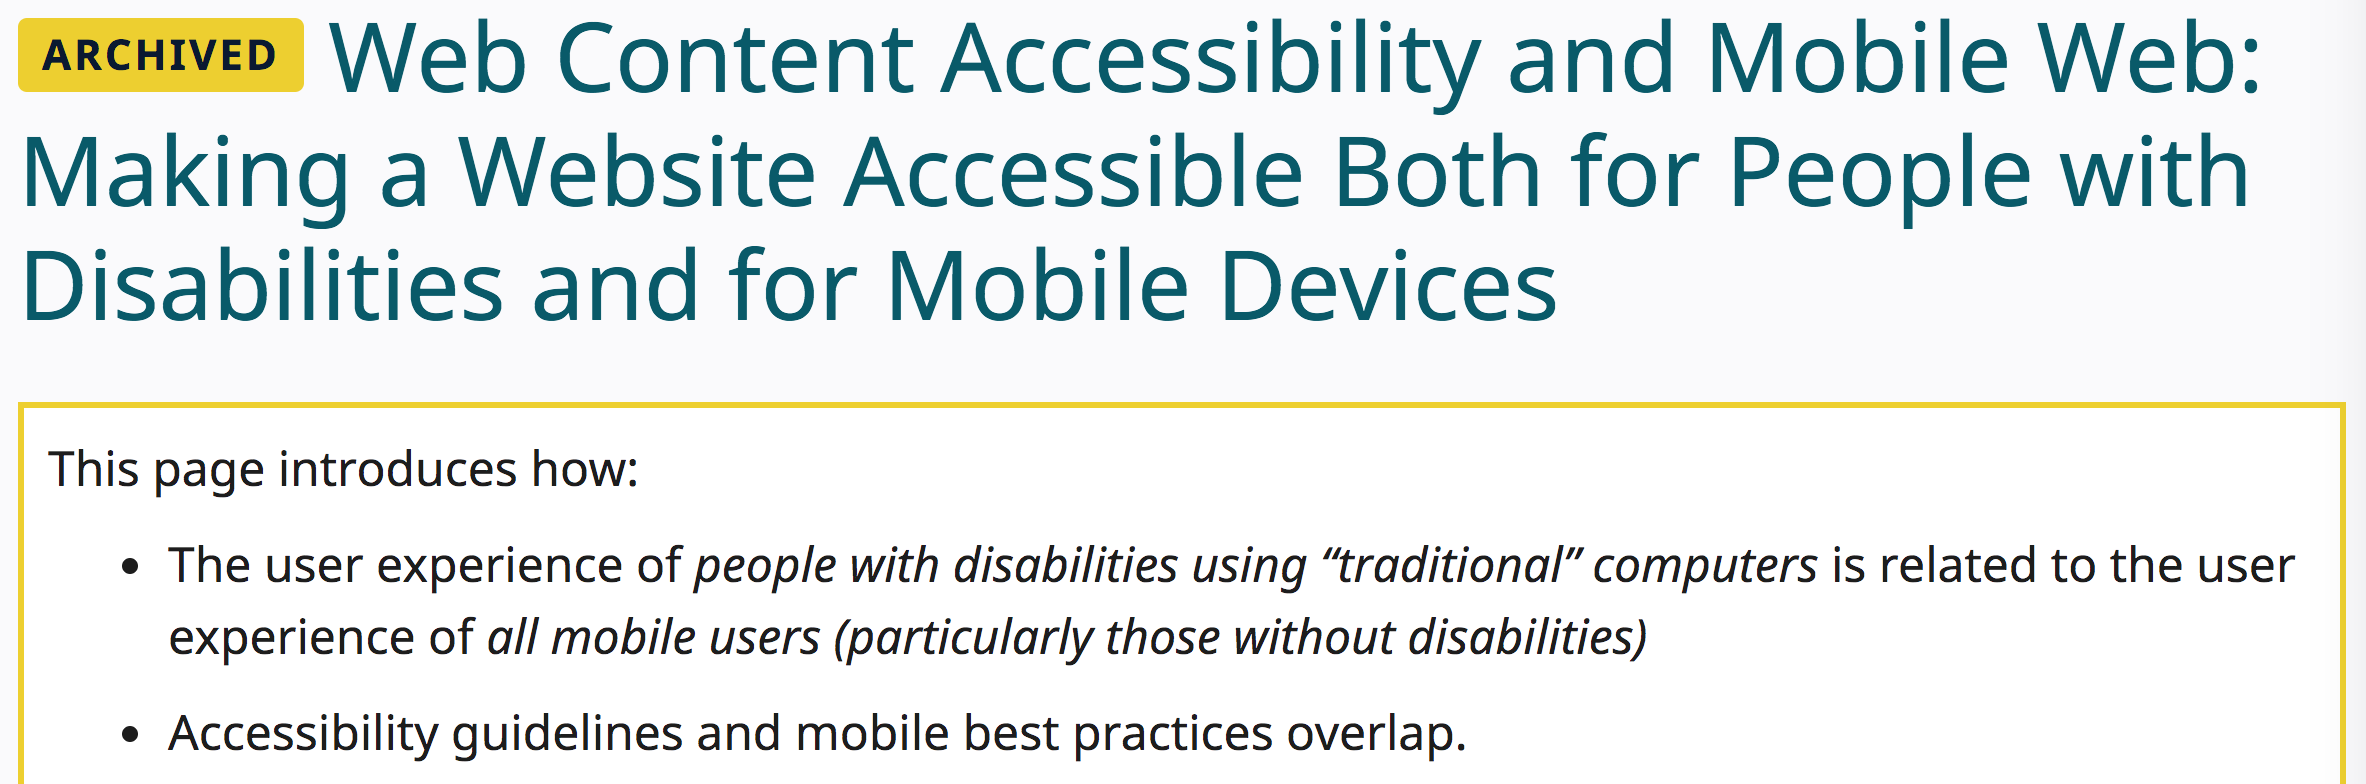 ARCHIVED Web Content Accessibility and Mobile Web:
Making a Website Accessible Both for People with
Disabilities and for Mobile Devices
This page introduces how:
• The user experience of people with disabilities using “traditional” computers is related to the user
experience of all mobile users (particularly those without disabilities)
• Accessibility guidelines and mobile best practices overlap.